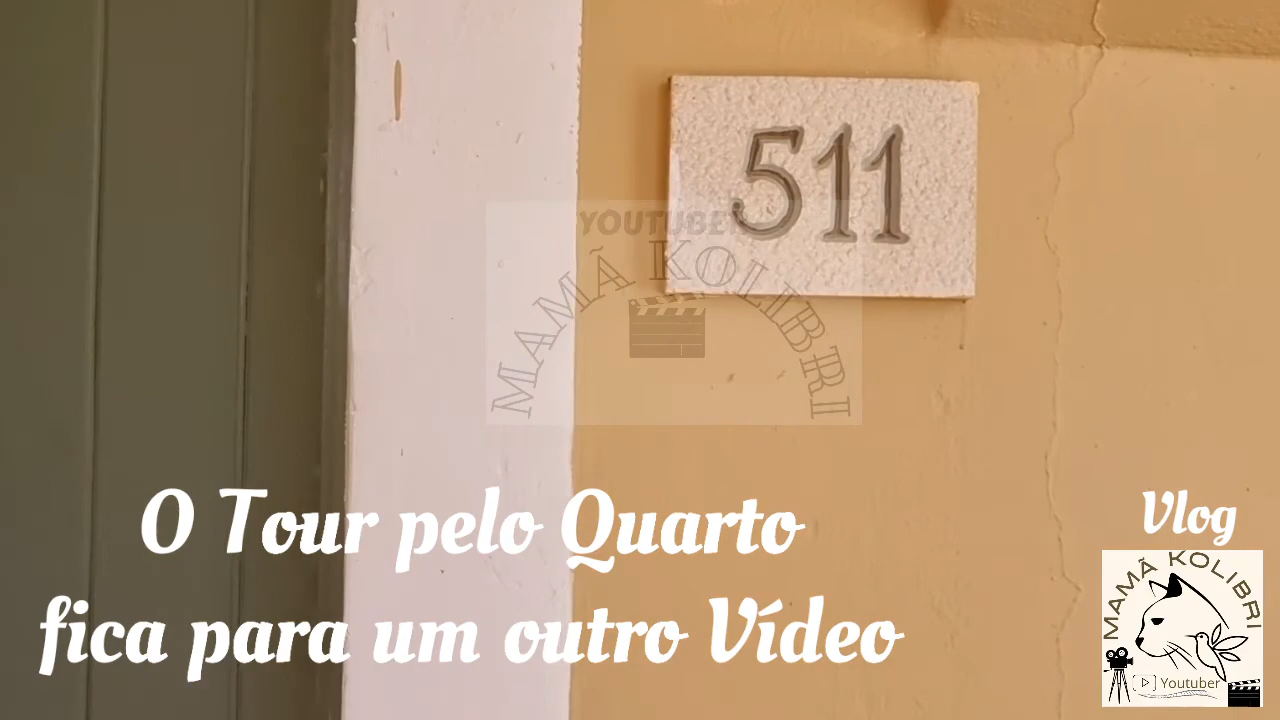 511
YOUTUBER
MAMÃ KOLIBRI
O Tour pelo Quarto
fica para um outro Vídeo
Vlog
MAMÃ KOLIBRI
Youtuber